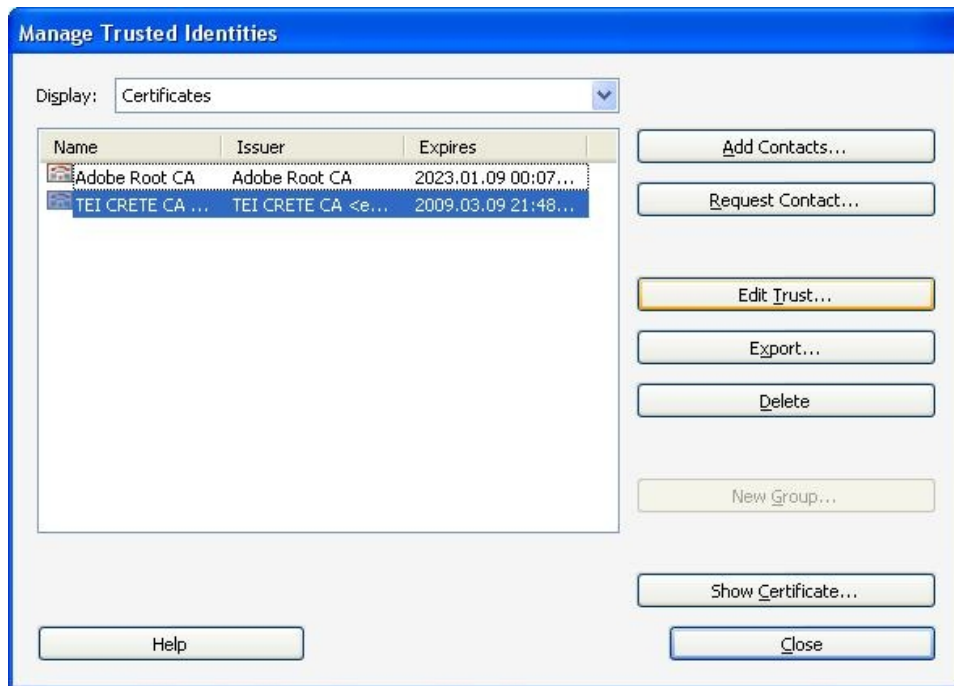 Manage Trusted Identities
Display: Certificates
Name Issuer Expires
Adobe Root CA Adobe Root CA 2023.01.09 00:07...
TEI CRETE CA ... TEI CRETE CA <e... 2009.03.09 21:48...
Add Contacts...
Request Contact...
Edit Trust...
Export...
Delete
New Group...
Show Certificate...
Help
Close